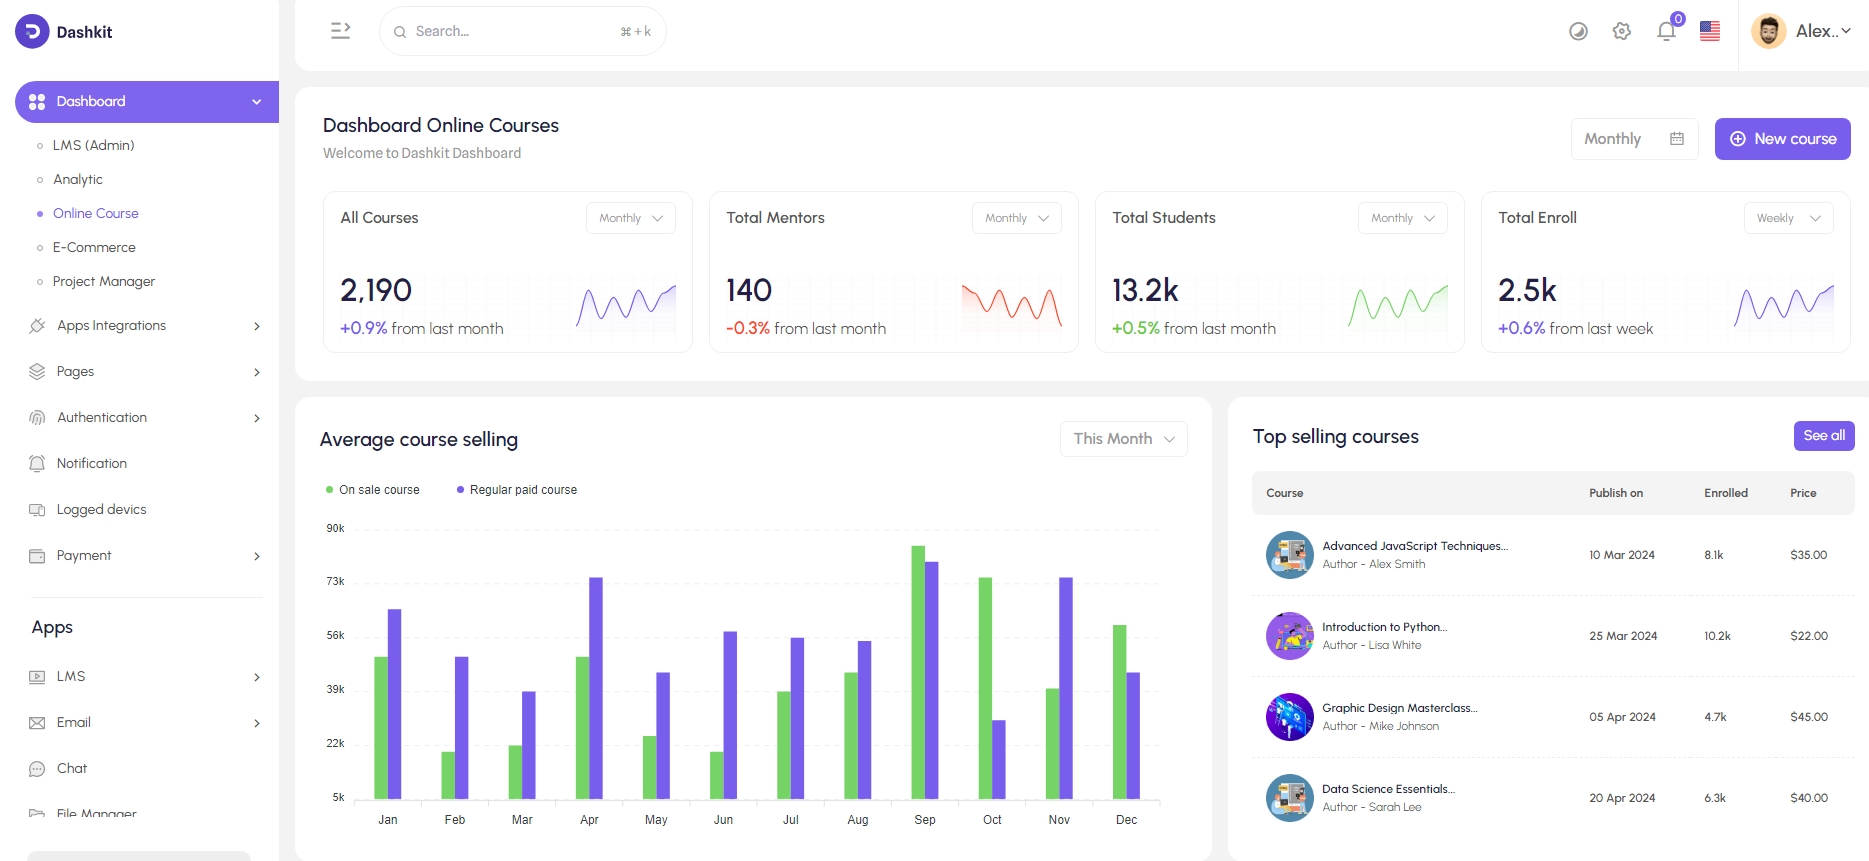 Dashkit
Search...
⌘ + k
0
Alex..
Dashboard
LMS (Admin)
Analytic
Online Course
E-Commerce
Project Manager
Apps Integrations
Pages
Authentication
Notification
Logged devics
Payment
Apps
LMS
Email
Chat
File Manager
Dashboard Online Courses
Welcome to Dashkit Dashboard
Monthly
New course
All Courses
Monthly
2,190
+0.9% from last month
Total Mentors
Monthly
140
-0.3% from last month
Total Students
Monthly
13.2k
+0.5% from last month
Total Enroll
Weekly
2.5k
+0.6% from last week
Average course selling
This Month
On sale course
Regular paid course
90k
73k
56k
39k
22k
5k
Jan Feb Mar Apr May Jun Jul Aug Sep Oct Nov Dec
Top selling courses
See all
Course Publish on Enrolled Price
Advanced JavaScript Techniques...
Author - Alex Smith
10 Mar 2024 8.1k $35.00
Introduction to Python...
Author - Lisa White
25 Mar 2024 10.2k $22.00
Graphic Design Masterclass...
Author - Mike Johnson
05 Apr 2024 4.7k $45.00
Data Science Essentials...
Author - Sarah Lee
20 Apr 2024 6.3k $40.00